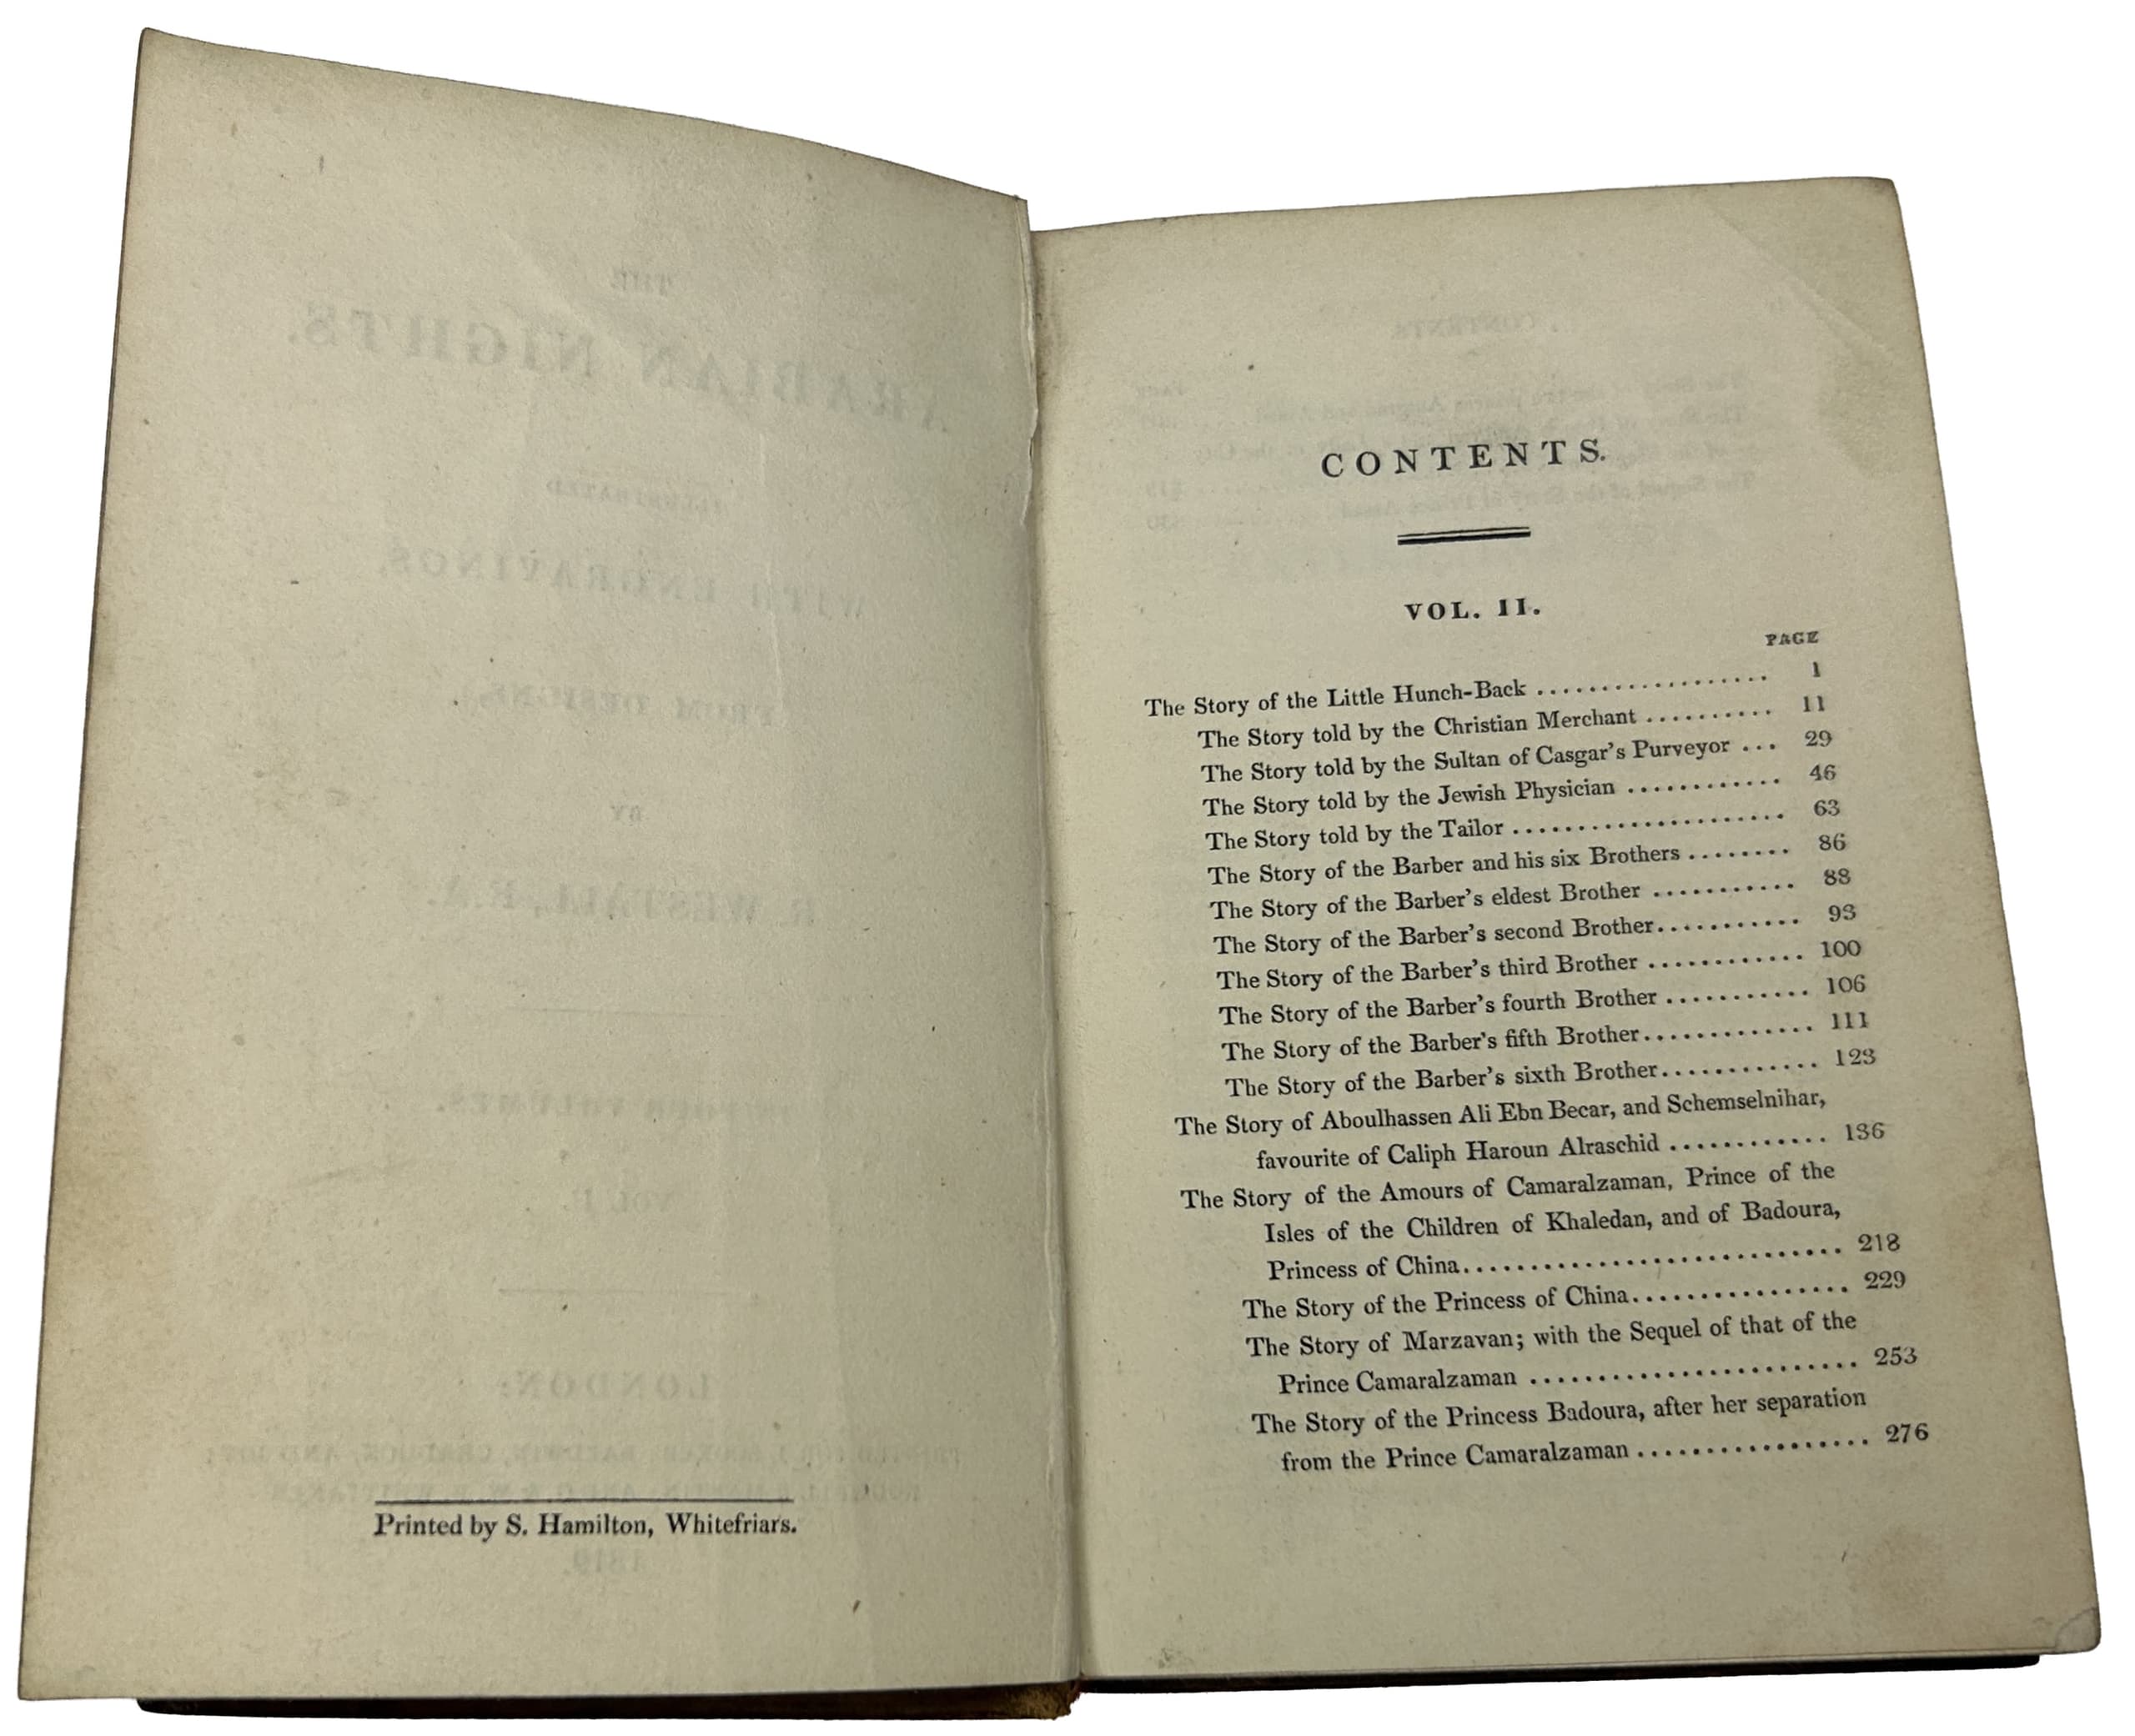 Printed by S. Hamilton, Whitefriars.
CONTENTS.
VOL. II.
PAGE
The Story of the Little Hunch-Back .................. 1
The Story told by the Christian Merchant .......... 11
The Story told by the Sultan of Casgar's Purveyor ... 29
The Story told by the Jewish Physician ............ 46
The Story told by the Tailor ..................... 63
The Story of the Barber and his six Brothers ........ 86
The Story of the Barber's eldest Brother ........... 88
The Story of the Barber's second Brother........... 93
The Story of the Barber's third Brother ............ 100
The Story of the Barber's fourth Brother ........... 106
The Story of the Barber's fifth Brother............. 111
The Story of the Barber's sixth Brother............ 123
The Story of Aboulhassen Ali Ebn Becar, and Schemselnihar,
favourite of Caliph Haroun Alraschid ............ 136
The Story of the Amours of Camaralzaman, Prince of the
Isles of the Children of Khaledan, and of Badoura,
Princess of China............................. 218
The Story of the Princess of China................. 229
The Story of Marzavan; with the Sequel of that of the
Prince Camaralzaman ......................... 253
The Story of the Princess Badoura, after her separation
from the Prince Camaralzaman .................. 276